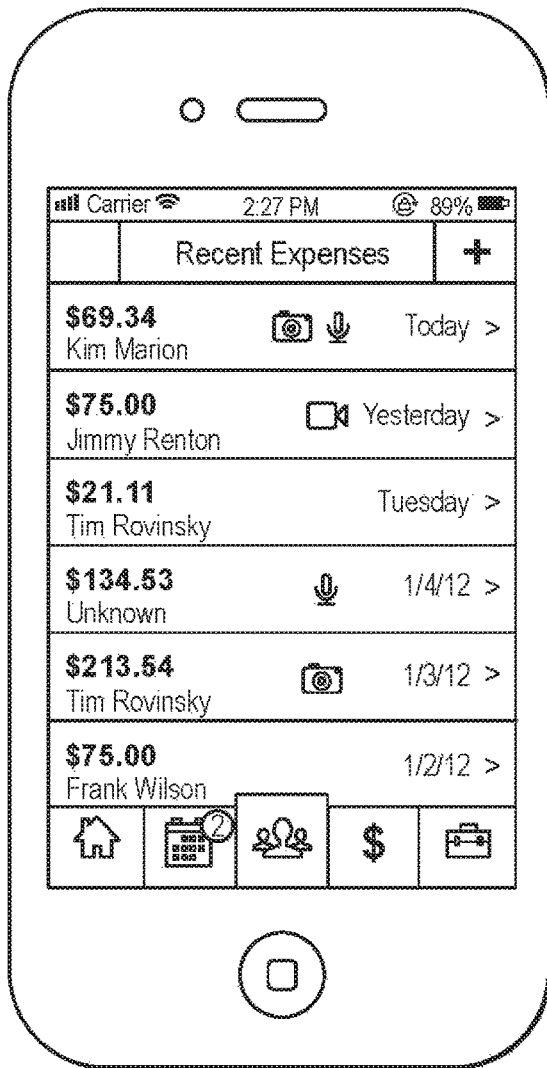 Carrier 2:27 PM 89%
Recent Expenses +
$69.34
Kim Marion Today >
$75.00
Jimmy Renton Yesterday >
$21.11
Tim Rovinsky Tuesday >
$134.53
Unknown 1/4/12 >
$213.54
Tim Rovinsky 1/3/12 >
$75.00
Frank Wilson 1/2/12 >
2 $